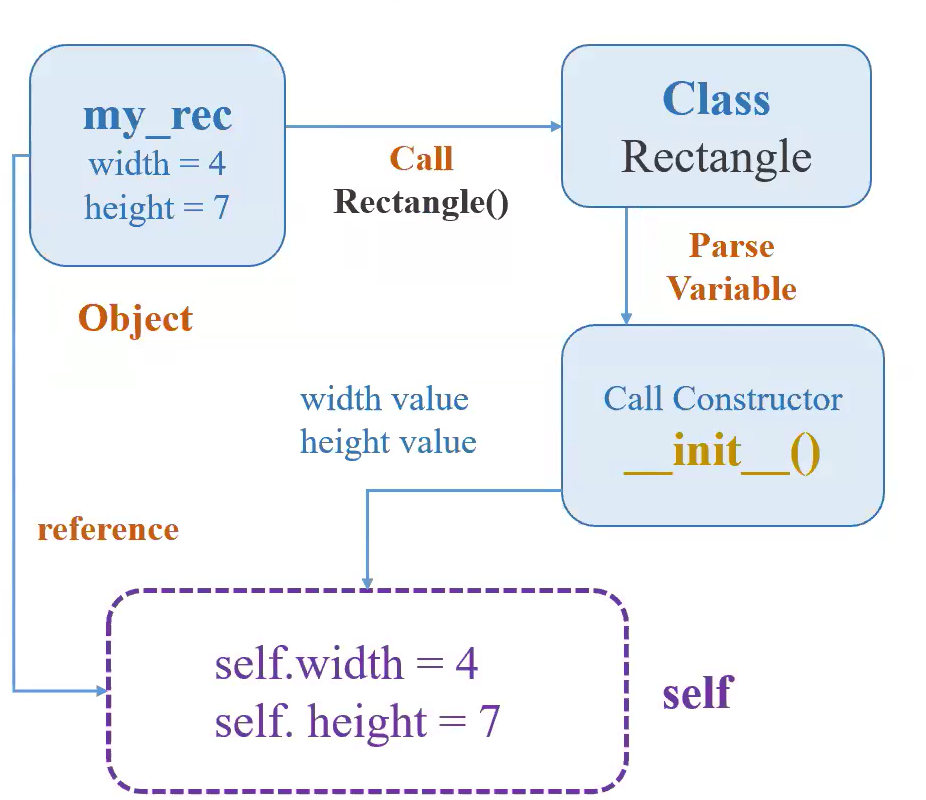 my_rec
width = 4
height = 7
Object
Call
Rectangle()
Class
Rectangle
Parse
Variable
Call Constructor
__init__()
width value
height value
reference
self.width = 4
self. height = 7
self